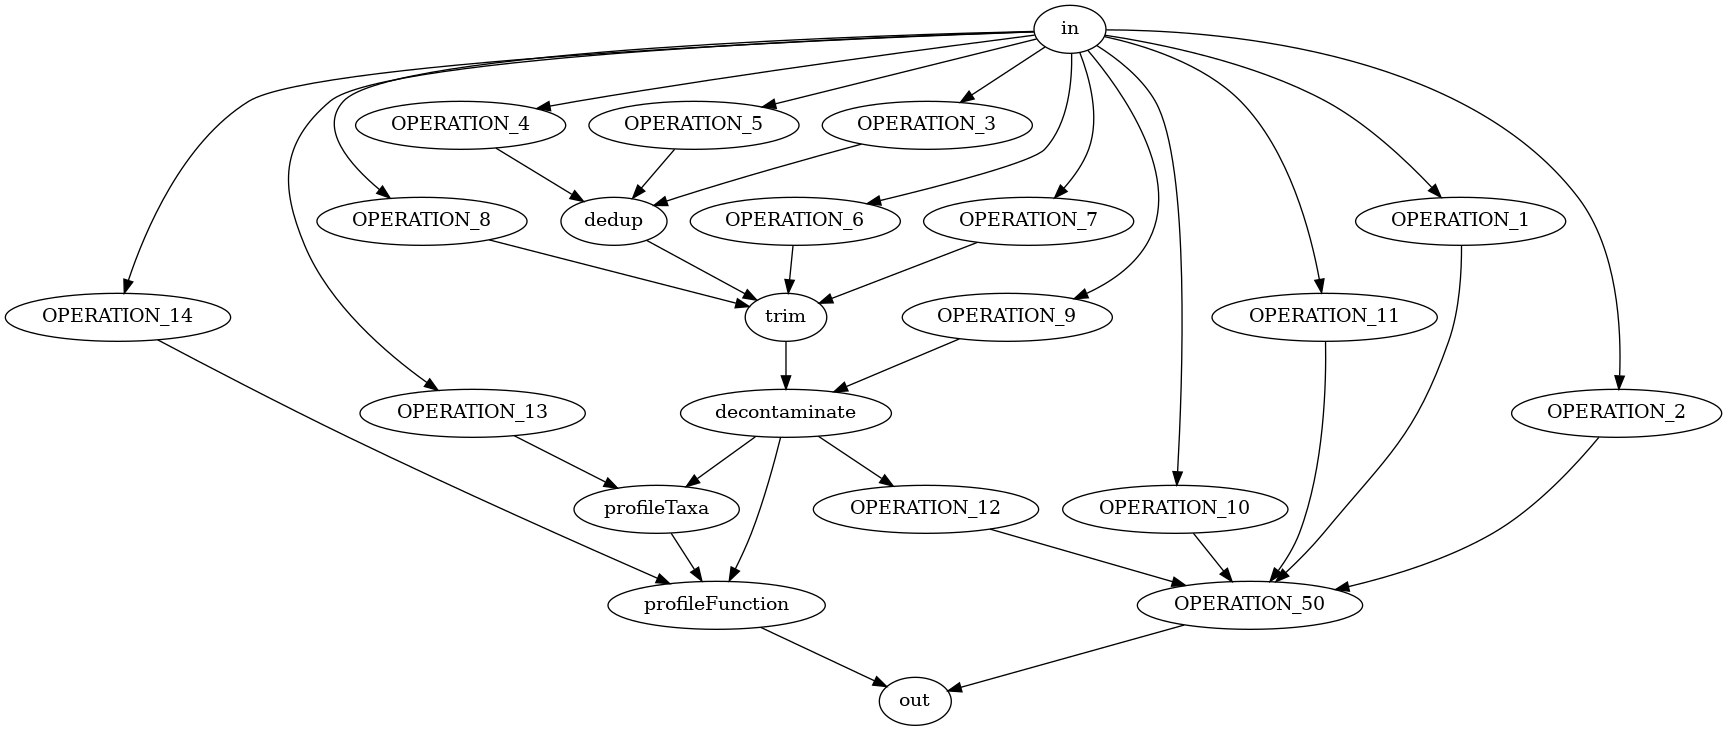 in
OPERATION_4
OPERATION_5
OPERATION_3
OPERATION_8
dedup
OPERATION_6
OPERATION_7
OPERATION_1
OPERATION_14
trim
OPERATION_9
OPERATION_11
OPERATION_13
decontaminate
OPERATION_2
profileTaxa
OPERATION_12
OPERATION_10
profileFunction
OPERATION_50
out